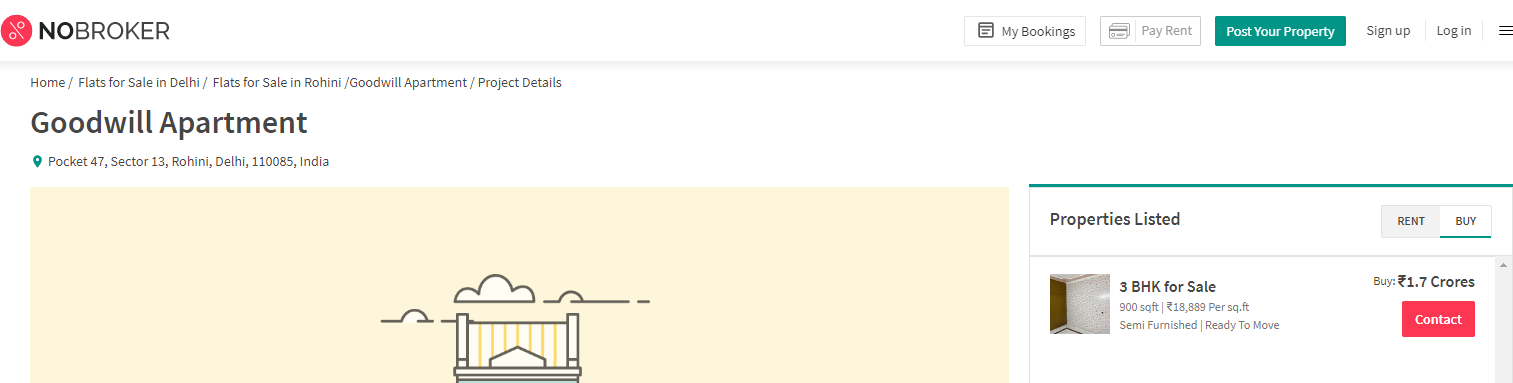 NOBROKER
My Bookings
Pay Rent
Post Your Property
Sign up
Log in
Home / Flats for Sale in Delhi / Flats for Sale in Rohini /Goodwill Apartment / Project Details
Goodwill Apartment
Pocket 47, Sector 13, Rohini, Delhi, 110085, India
Properties Listed
RENT
BUY
3 BHK for Sale
900 sqft | ₹18,889 Per sq.ft
Semi Furnished | Ready To Move
Buy: ₹1.7 Crores
Contact